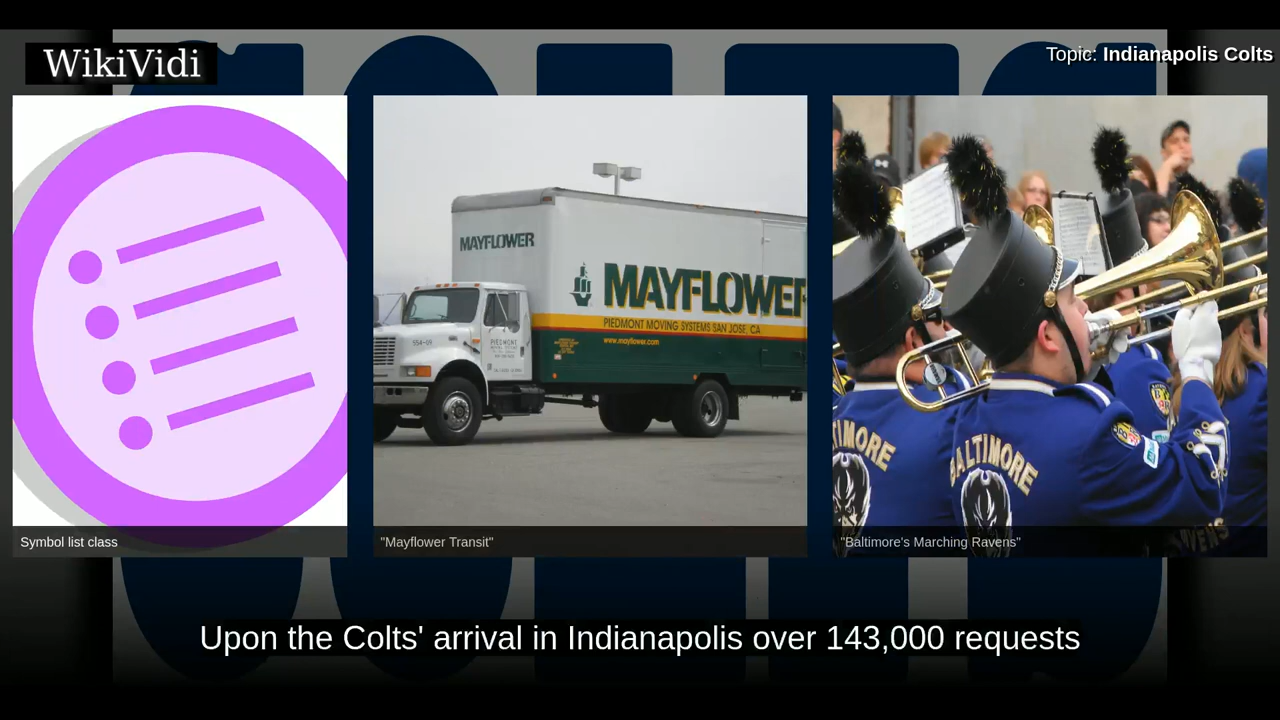 WikiVidi
Topic: Indianapolis Colts
MAYFLOWER
MAYFLOWER
PIEDMONT MOVING SYSTEMS SAN JOSE, CA
www.mayflower.com
PIEDMONT
BALTIMORE
Symbol list class
"Mayflower Transit"
"Baltimore's Marching Ravens"
Upon the Colts' arrival in Indianapolis over 143,000 requests